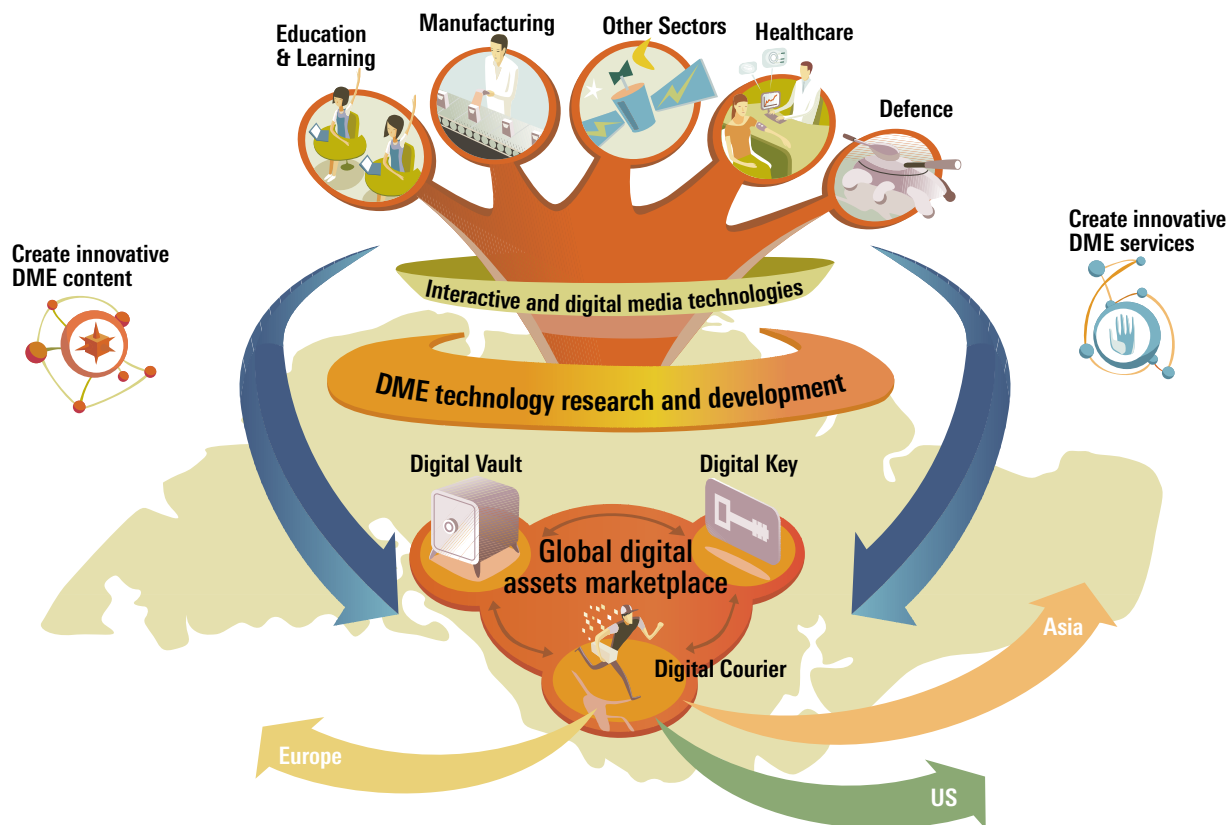 Education
& Learning
Manufacturing
Other Sectors
Healthcare
Defence
Create innovative
DME content
Create innovative
DME services
Interactive and digital media technologies
DME technology research and development
Digital Vault
Digital Key
Global digital
assets marketplace
Digital Courier
Asia
Europe
US